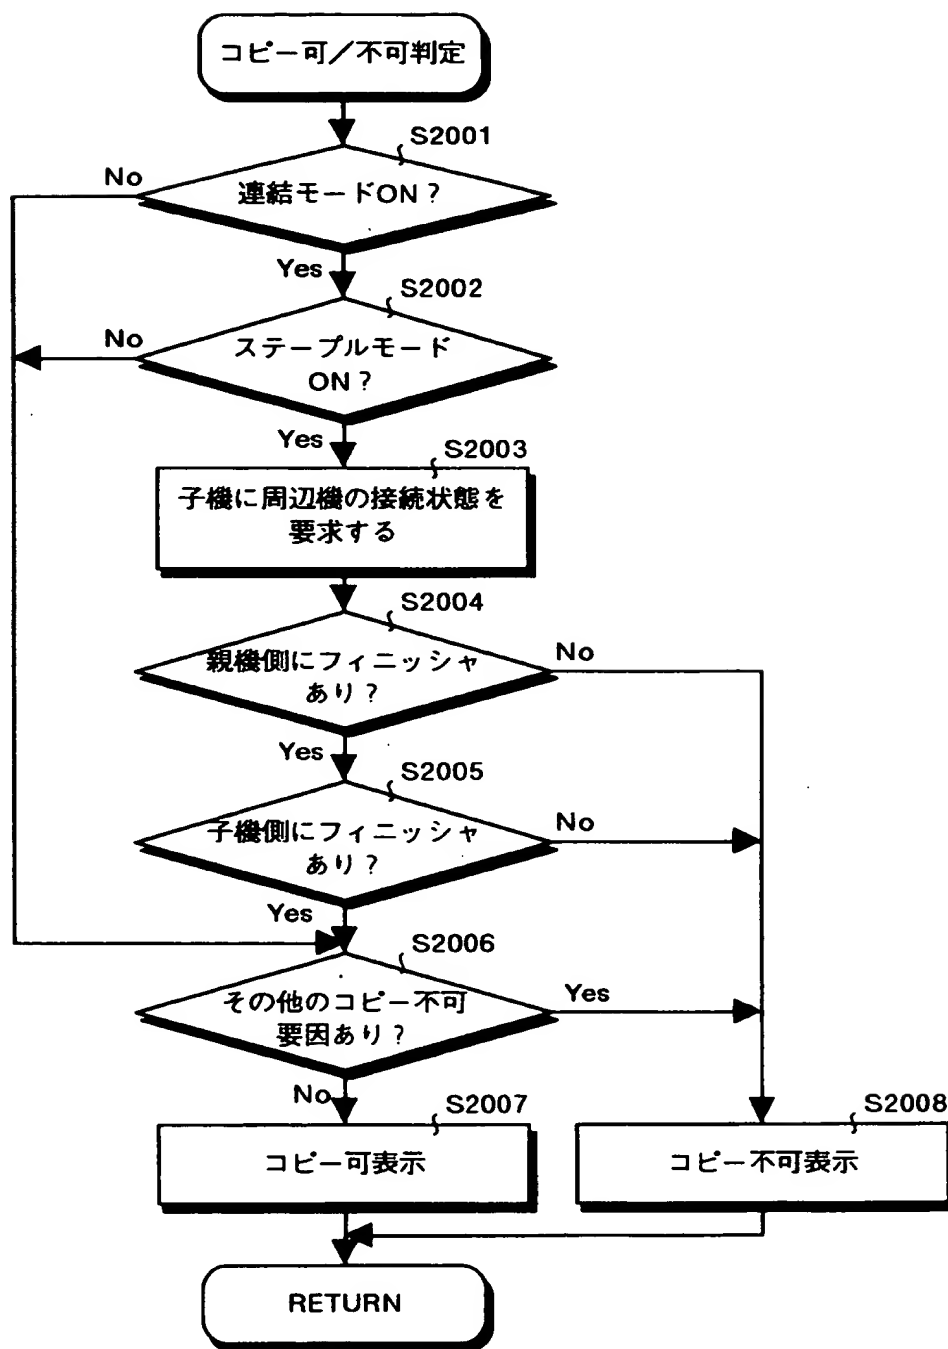 コピー可／不可判定
S2001
No
連結モードON？
Yes
S2002
No
ステープルモード
ON？
Yes
S2003
子機に周辺機の接続状態を
要求する
S2004
親機側にフィニッシャ
あり？
No
Yes
S2005
子機側にフィニッシャ
あり？
No
Yes
S2006
その他のコピー不可
要因あり？
Yes
No
S2007
コピー可表示
S2008
コピー不可表示
RETURN